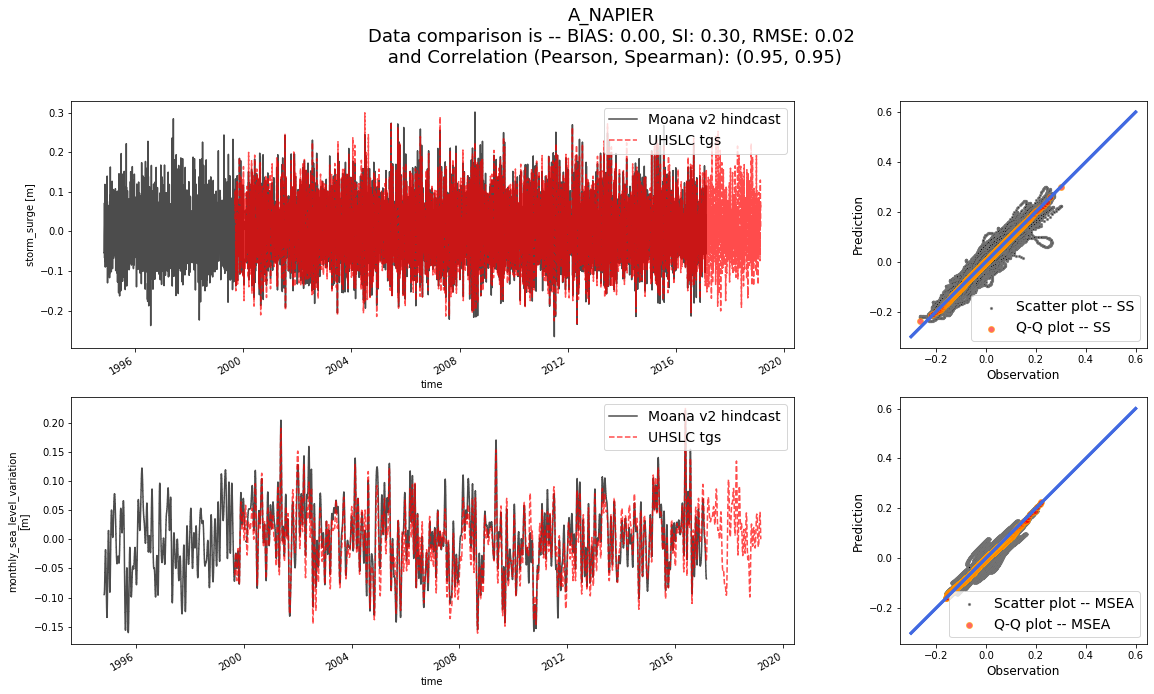 A_NAPIER
Data comparison is -- BIAS: 0.00, SI: 0.30, RMSE: 0.02
and Correlation (Pearson, Spearman): (0.95, 0.95)
storm_surge [m]
0.3
0.2
0.1
0.0
−0.1
−0.2
Moana v2 hindcast
UHSLC tgs
1996
2000
2004
2008
2012
2016
2020
time
Prediction
0.6
0.4
0.2
0.0
−0.2
Scatter plot -- SS
Q-Q plot -- SS
−0.2
0.0
0.2
0.4
0.6
Observation
monthly_sea_level_variation
[m]
0.20
0.15
0.10
0.05
0.00
−0.05
−0.10
−0.15
Moana v2 hindcast
UHSLC tgs
1996
2000
2004
2008
2012
2016
2020
time
Prediction
0.6
0.4
0.2
0.0
−0.2
Scatter plot -- MSEA
Q-Q plot -- MSEA
−0.2
0.0
0.2
0.4
0.6
Observation